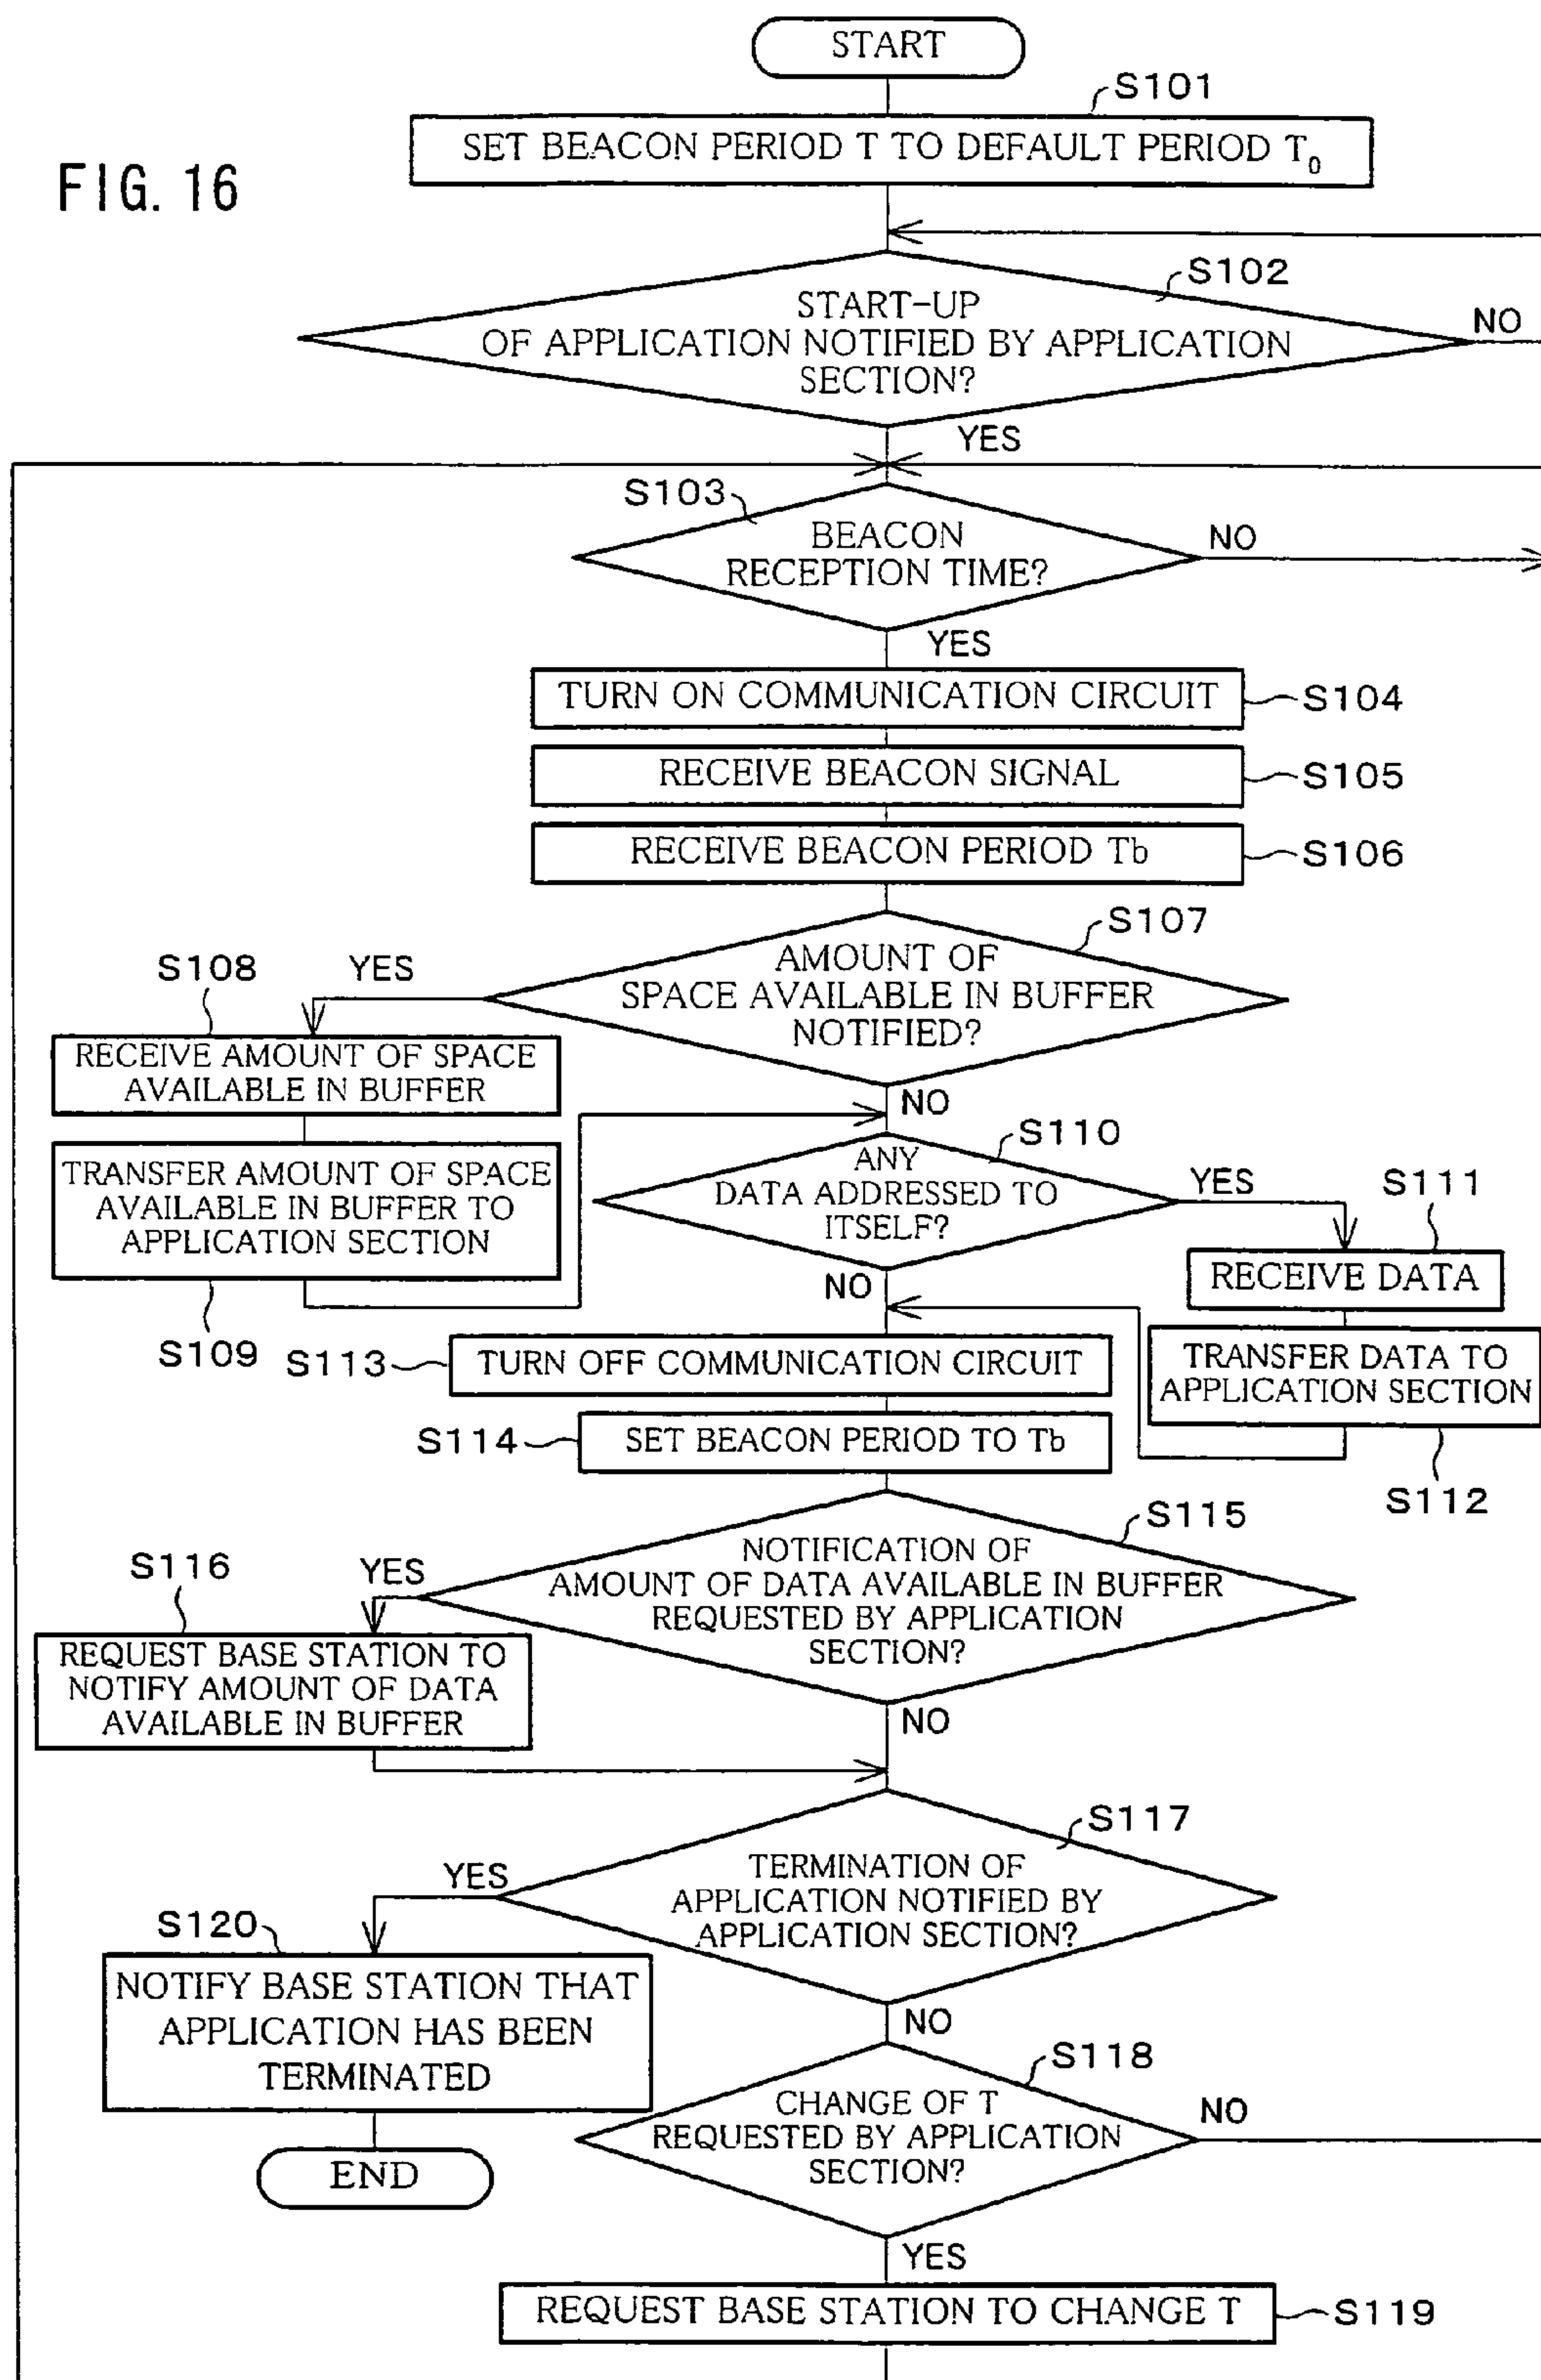 START
S101
SET BEACON PERIOD T TO DEFAULT PERIOD T0
FIG. 16
S102
START-UP
OF APPLICATION NOTIFIED BY APPLICATION
SECTION?
NO
YES
S103
BEACON
RECEPTION TIME?
NO
YES
TURN ON COMMUNICATION CIRCUIT
S104
RECEIVE BEACON SIGNAL
S105
RECEIVE BEACON PERIOD Tb
S106
S107
AMOUNT OF
SPACE AVAILABLE IN BUFFER
NOTIFIED?
S108
YES
RECEIVE AMOUNT OF SPACE
AVAILABLE IN BUFFER
NO
TRANSFER AMOUNT OF SPACE
AVAILABLE IN BUFFER TO
APPLICATION SECTION
S109
S110
ANY
DATA ADDRESSED TO
ITSELF?
YES
S111
RECEIVE DATA
NO
TRANSFER DATA TO
APPLICATION SECTION
S112
S113
TURN OFF COMMUNICATION CIRCUIT
S114
SET BEACON PERIOD TO Tb
S115
NOTIFICATION OF
AMOUNT OF DATA AVAILABLE IN BUFFER
REQUESTED BY APPLICATION
SECTION?
S116
YES
REQUEST BASE STATION TO
NOTIFY AMOUNT OF DATA
AVAILABLE IN BUFFER
NO
S117
TERMINATION OF
APPLICATION NOTIFIED BY
APPLICATION SECTION?
YES
S120
NOTIFY BASE STATION THAT
APPLICATION HAS BEEN
TERMINATED
END
NO
S118
CHANGE OF T
REQUESTED BY APPLICATION
SECTION?
NO
YES
REQUEST BASE STATION TO CHANGE T
S119